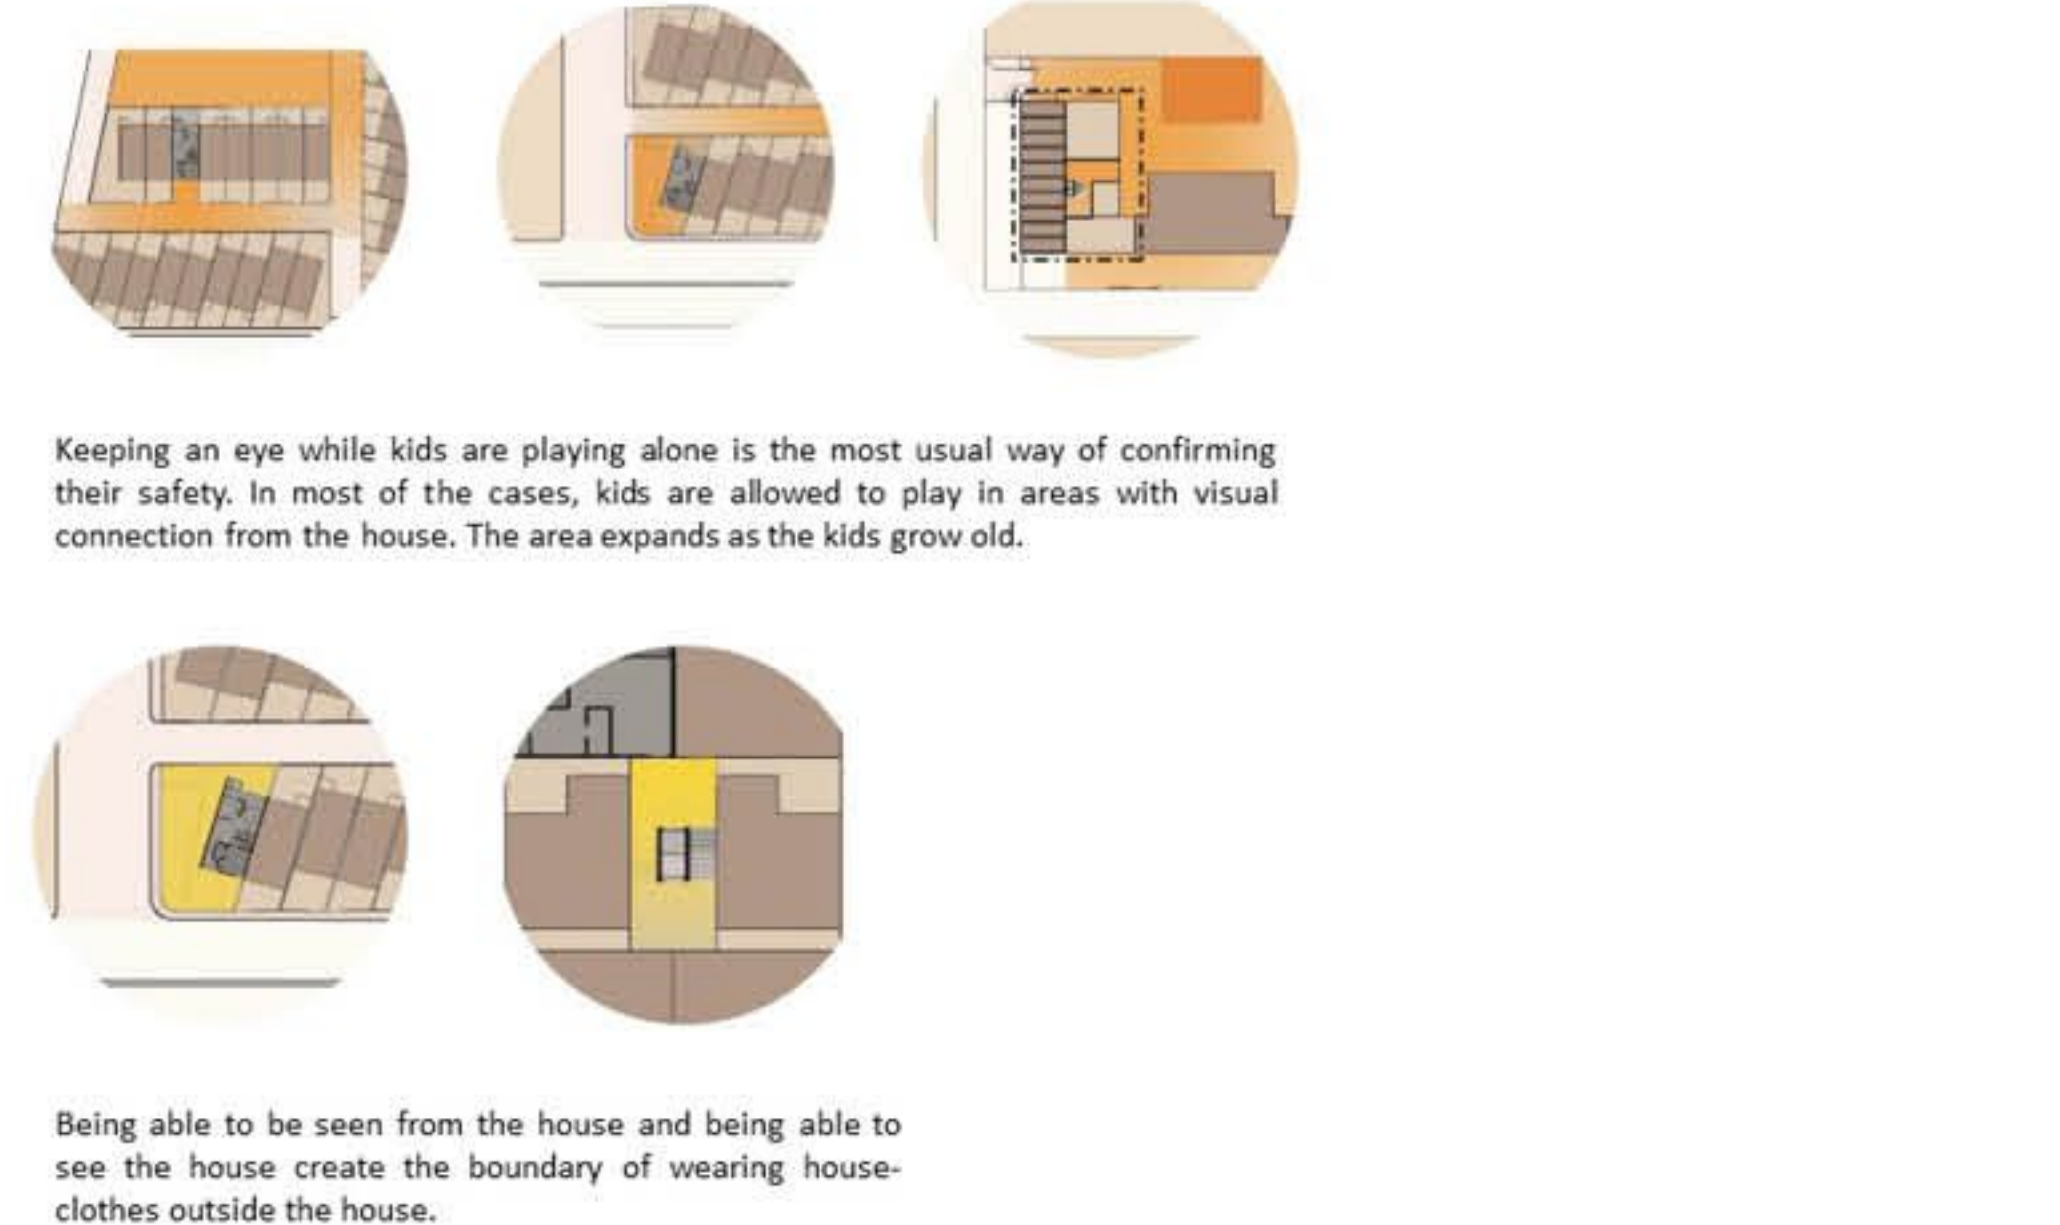 Keeping an eye while kids are playing alone is the most usual way of confirming
their safety. In most of the cases, kids are allowed to play in areas with visual
connection from the house. The area expands as the kids grow old.
Being able to be seen from the house and being able to
see the house create the boundary of wearing house-
clothes outside the house.